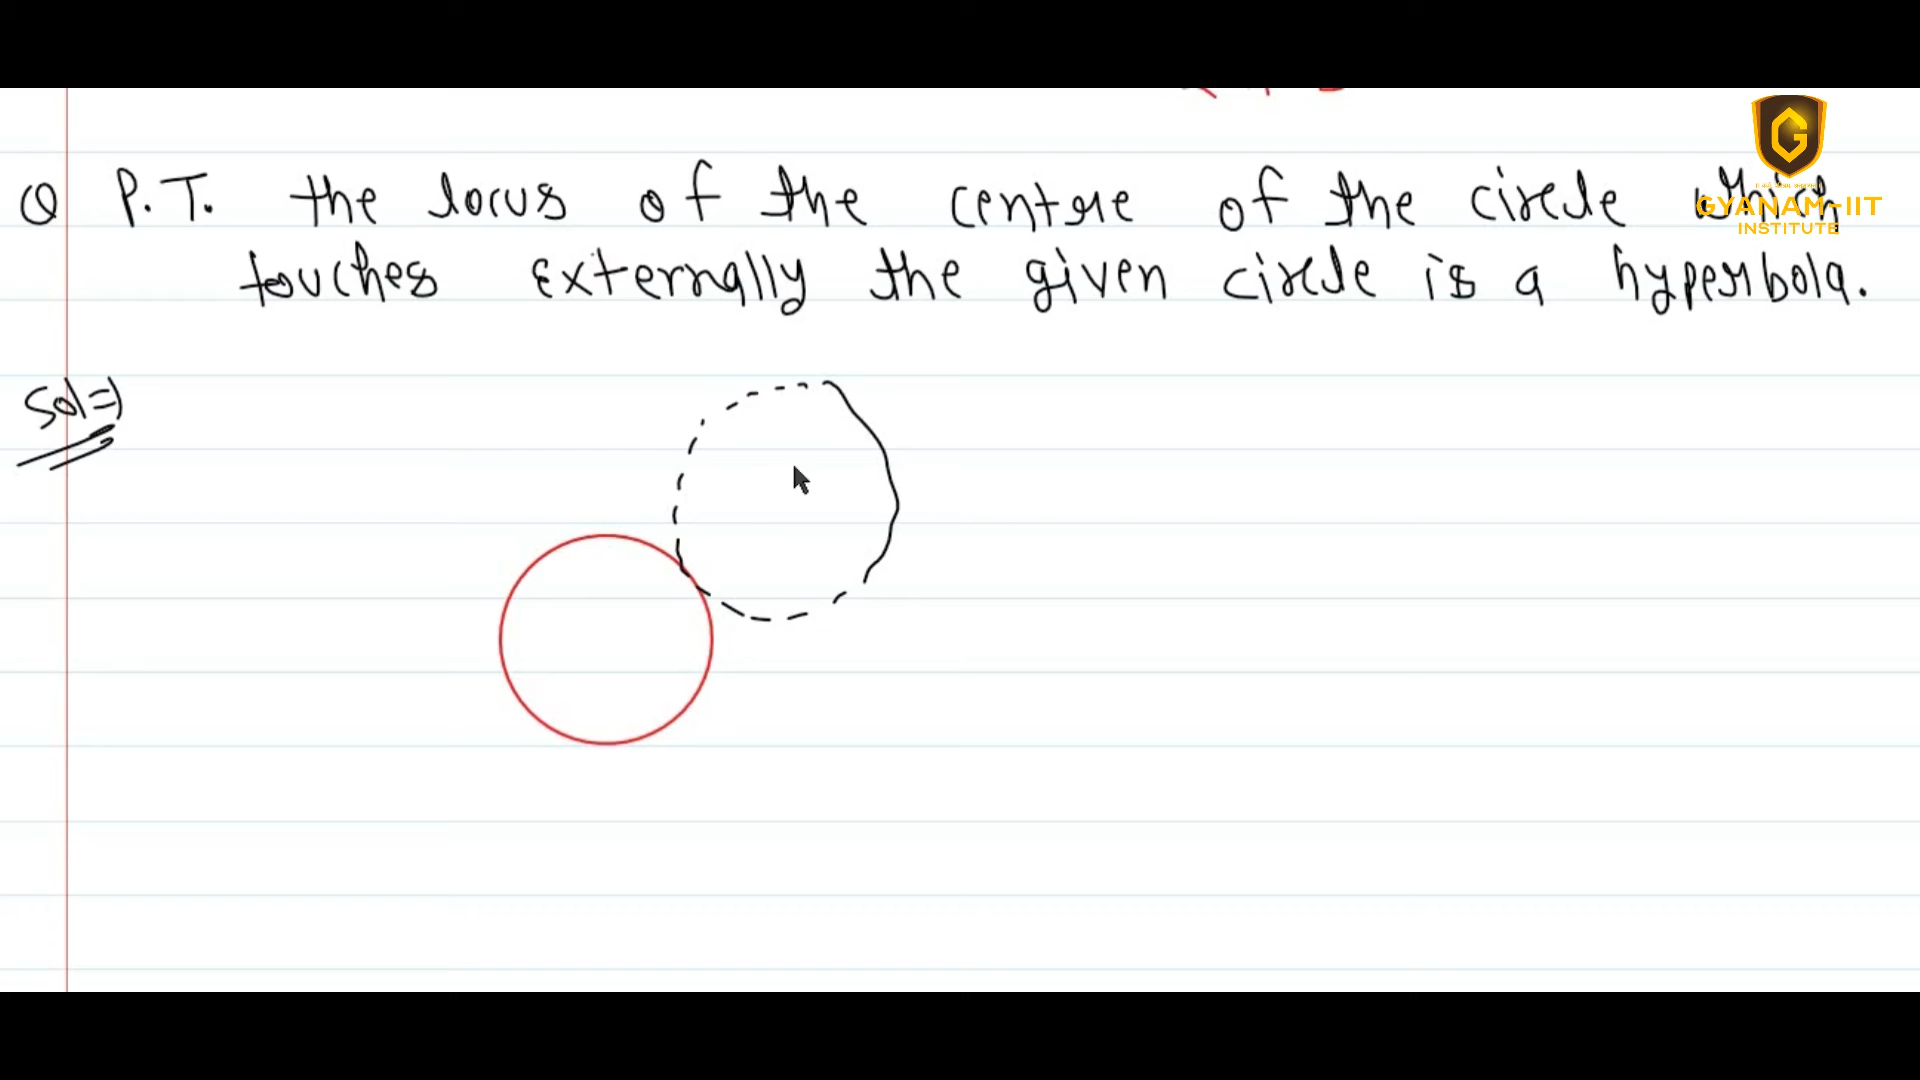 Q P.T. the locus of the centre of the circle which
touches externally the given circle is a hyperbola.
Sol⇒
GYANAM-IIT
INSTITUTE